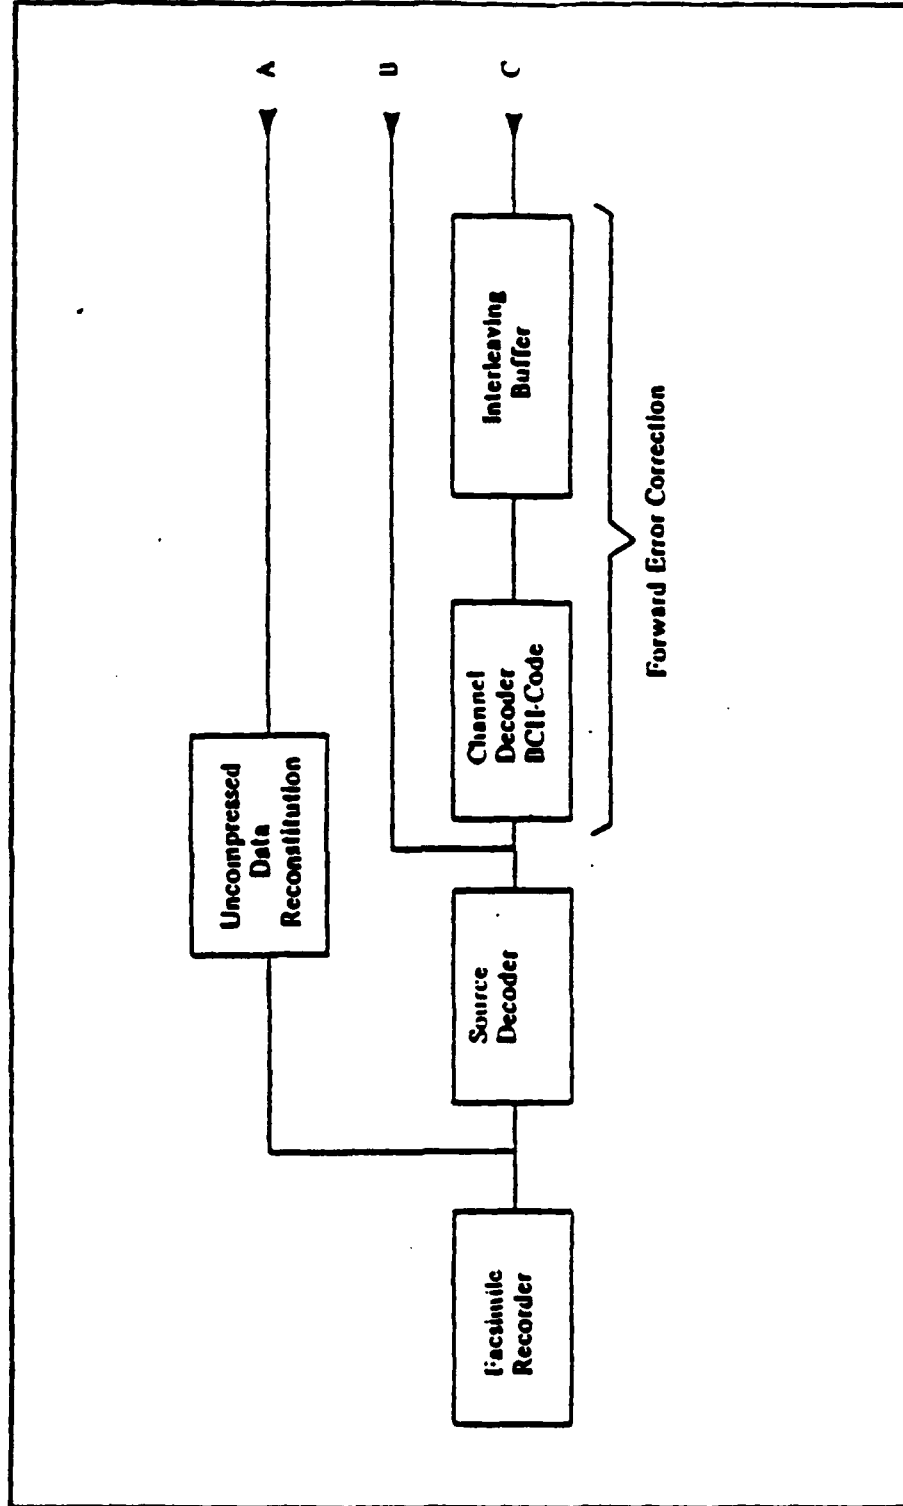 Uncompressed
Data
Reconstitution
A
B
Facsimile
Recorder
Source
Decoder
Channel
Decoder
BCH-Code
Interleaving
Buffer
C
Forward Error Correction